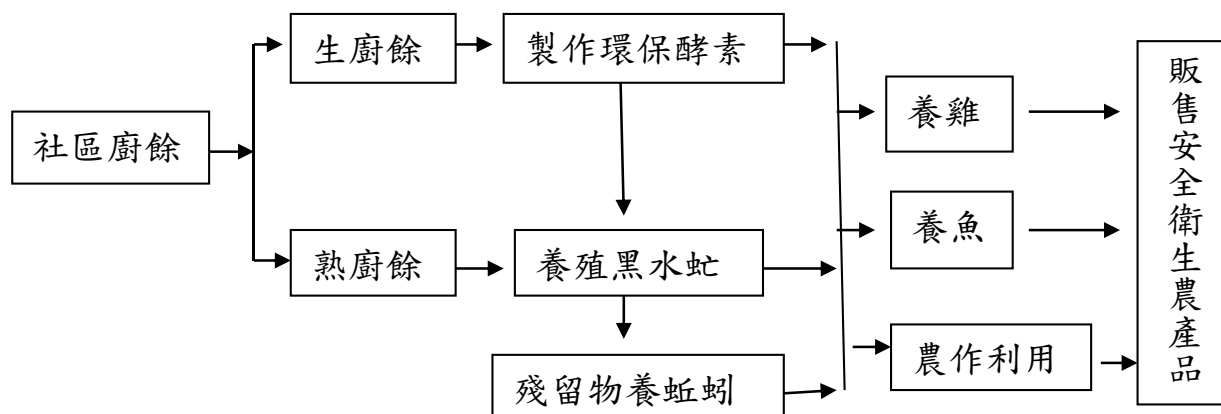 社區廚餘
生廚餘
製作環保酵素
熟廚餘
養殖黑水虻
殘留物養蚯蚓
養雞
養魚
農作利用
販售安全衛生農產品